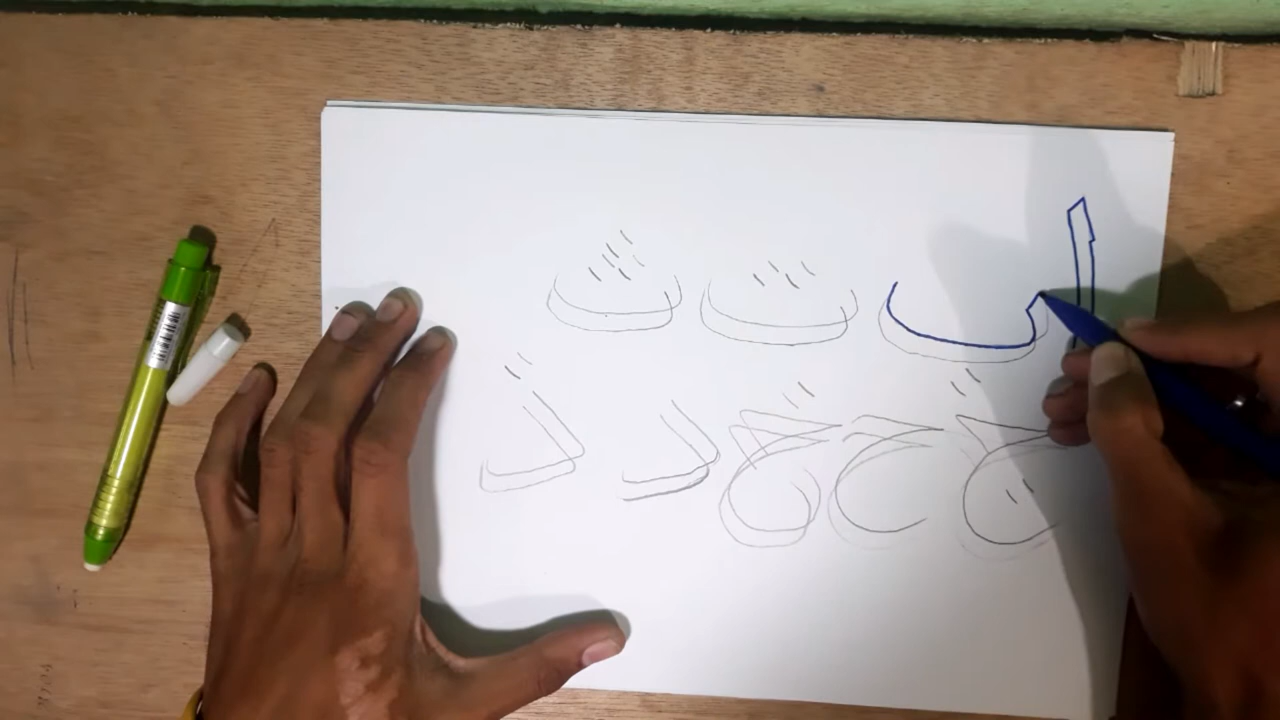 ا ب ت ث
ج ح خ د ذ